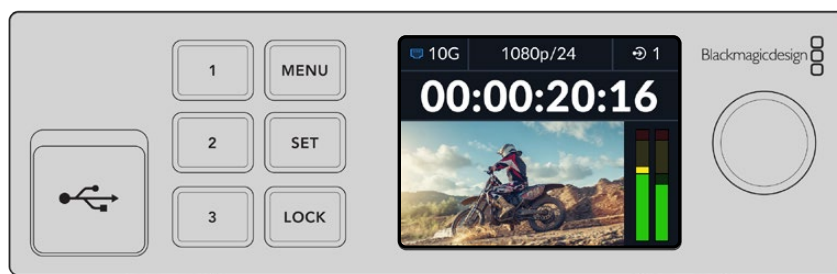 10G 1080p/24 1
Blackmagicdesign
1 MENU
00:00:20:16
2 SET
3 LOCK